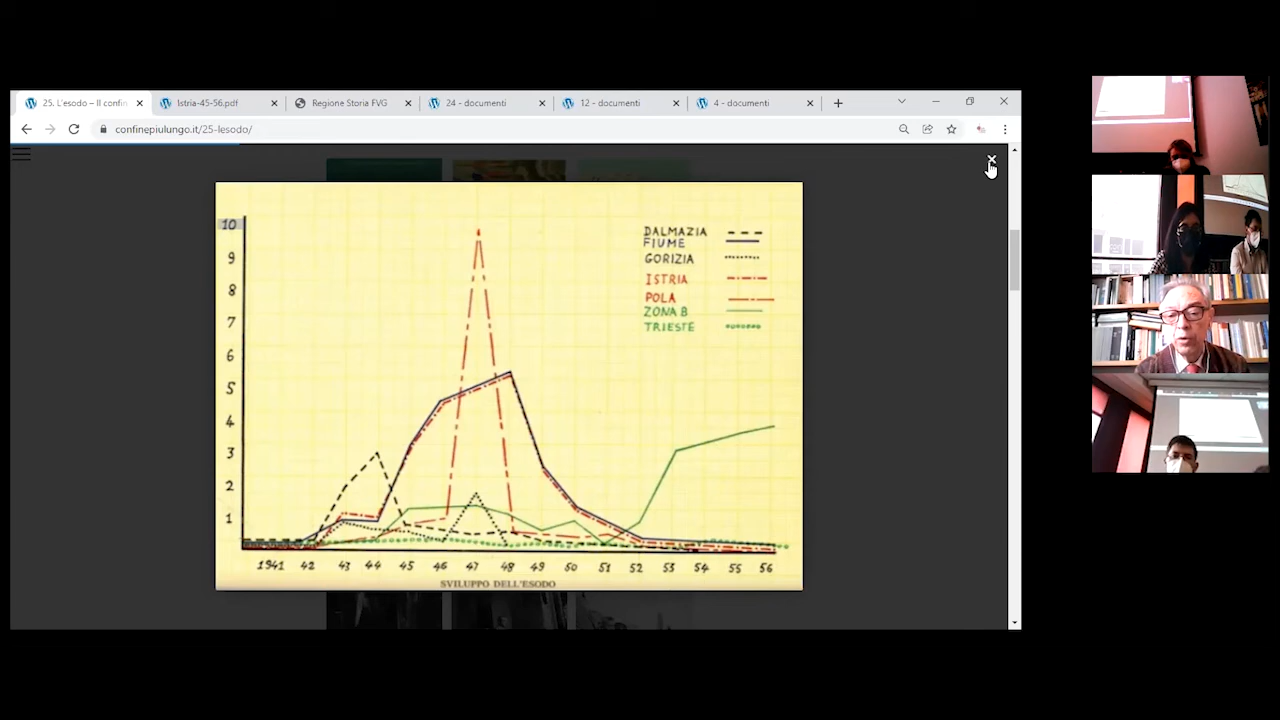 25. L'esodo – Il confin
Istria-45-56.pdf
Regione Storia FVG
24 - documenti
12 - documenti
4 - documenti
confinepiulungo.it/25-lesodo/
10
9
8
7
6
5
4
3
2
1
DALMAZIA
FIUME
GORIZIA
ISTRIA
POLA
ZONA B
TRIESTE
1941 42 43 44 45 46 47 48 49 50 51 52 53 54 55 56
SVILUPPO DELL'ESODO